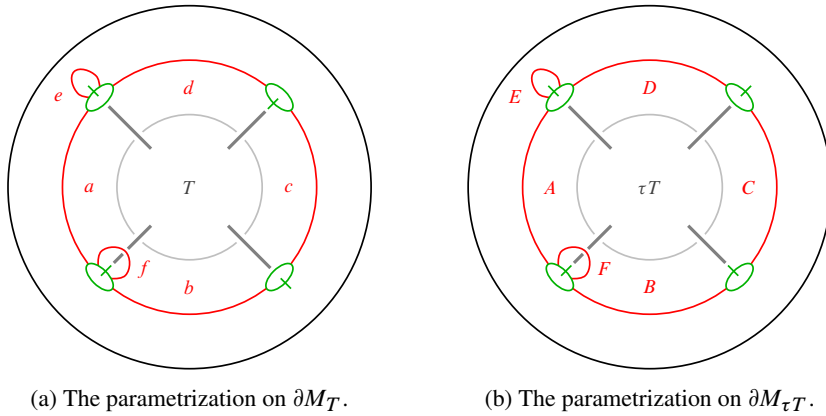 d
e
a
T
c
f
b
D
E
A
τT
C
F
B
(a) The parametrization on ∂M_T.
(b) The parametrization on ∂M_τT.